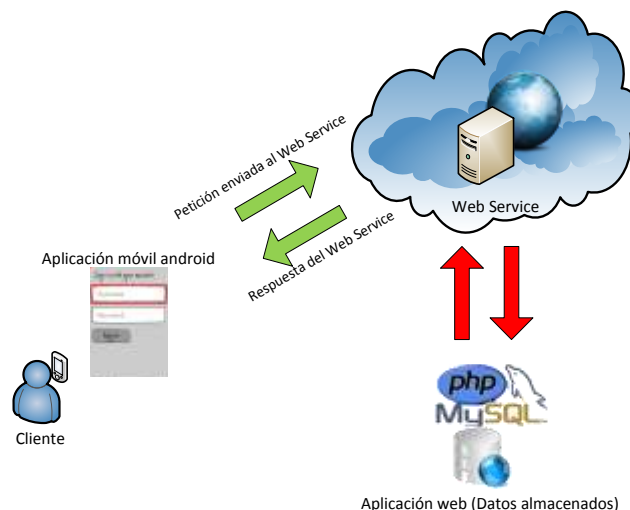 Petición enviada al Web Service
Web Service
Respuesta del Web Service
Aplicación móvil android
Cliente
php
MySQL
Aplicación web (Datos almacenados)